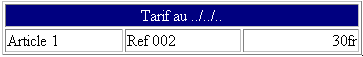 Tarif au ../../..
Article 1 Ref 002 30fr